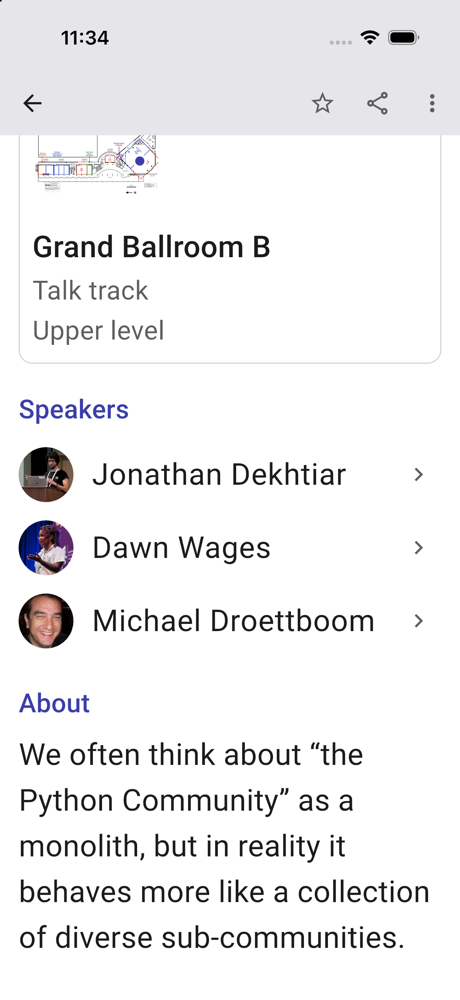 11:34
Grand Ballroom B
Talk track
Upper level
Speakers
Jonathan Dekhtiar
Dawn Wages
Michael Droettboom
About
We often think about “the
Python Community” as a
monolith, but in reality it
behaves more like a collection
of diverse sub-communities.